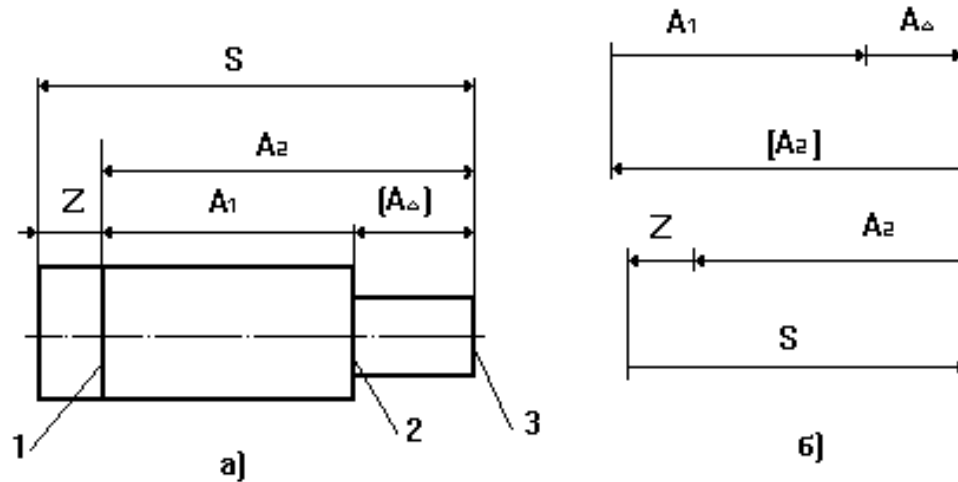 S
A₂
Z A₁ (A△)
1 2 3
а)
A₁ A△
[A₂]
Z A₂
S
б)